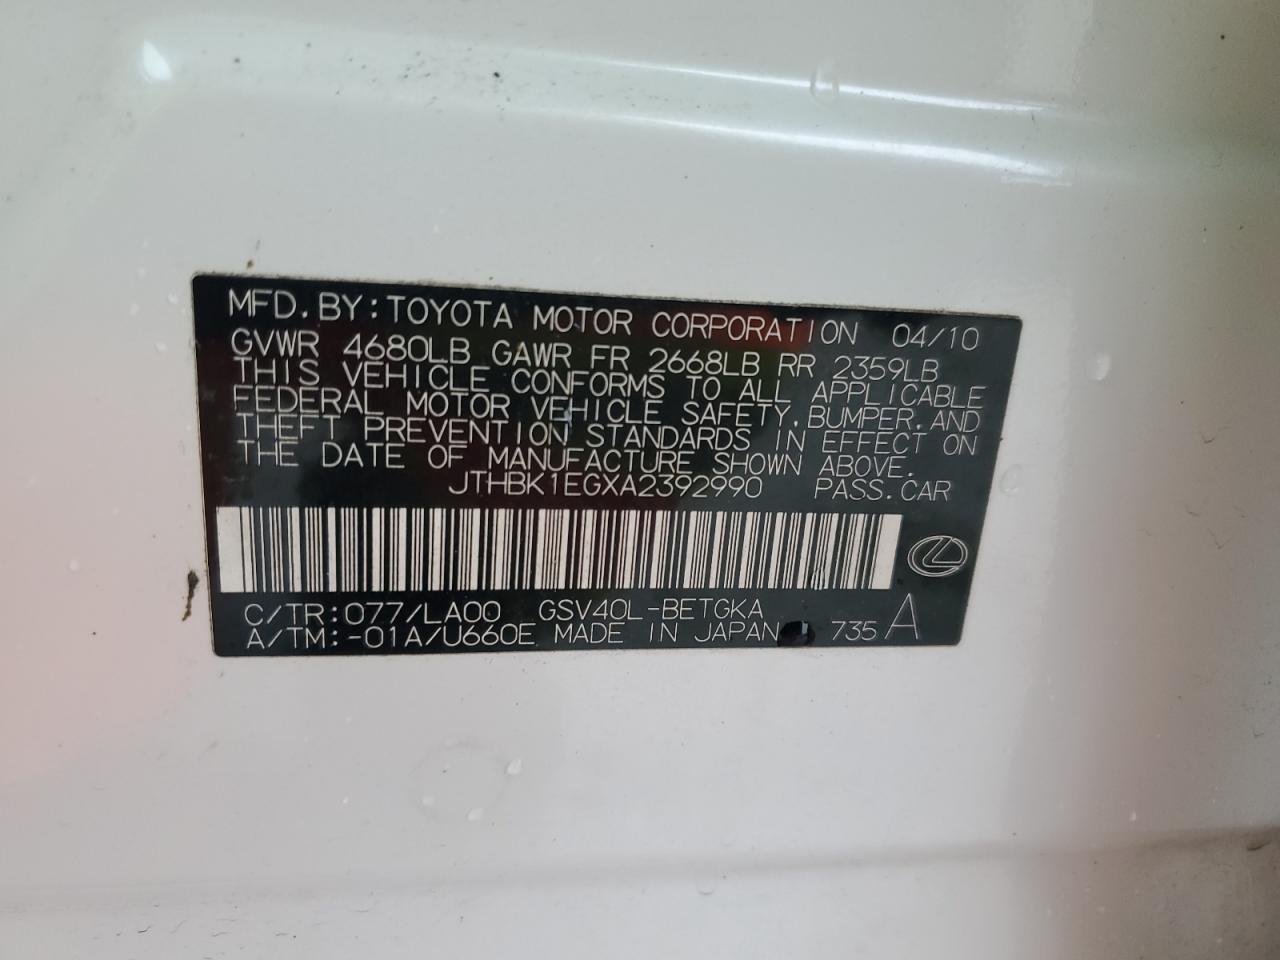 MFD.BY:TOYOTA MOTOR CORPORATION 04/10
GVWR 4680LB GAWR FR 2668LB RR 2359LB
THIS VEHICLE CONFORMS TO ALL APPLICABLE
FEDERAL MOTOR VEHICLE SAFETY,BUMPER,AND
THEFT PREVENTION STANDARDS IN EFFECT ON
THE DATE OF MANUFACTURE SHOWN ABOVE.
JTHBK1EGXA2392990 PASS.CAR
C/TR:077/LA00 GSV40L-BETGKA
A/TM:-01A/U660E MADE IN JAPAN 735 A